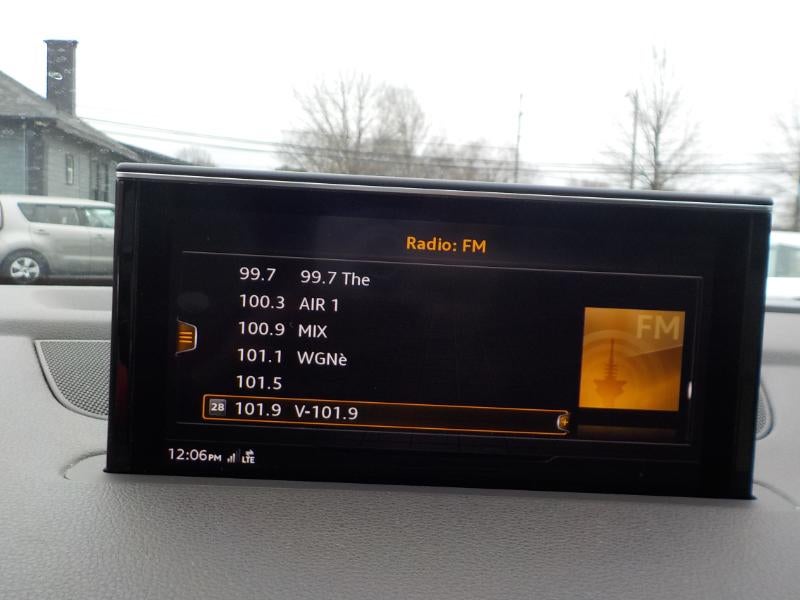 Radio: FM
99.7 99.7 The
100.3 AIR 1
100.9 MIX
101.1 WGNè
101.5
28 101.9 V-101.9
FM
12:06PM LTE